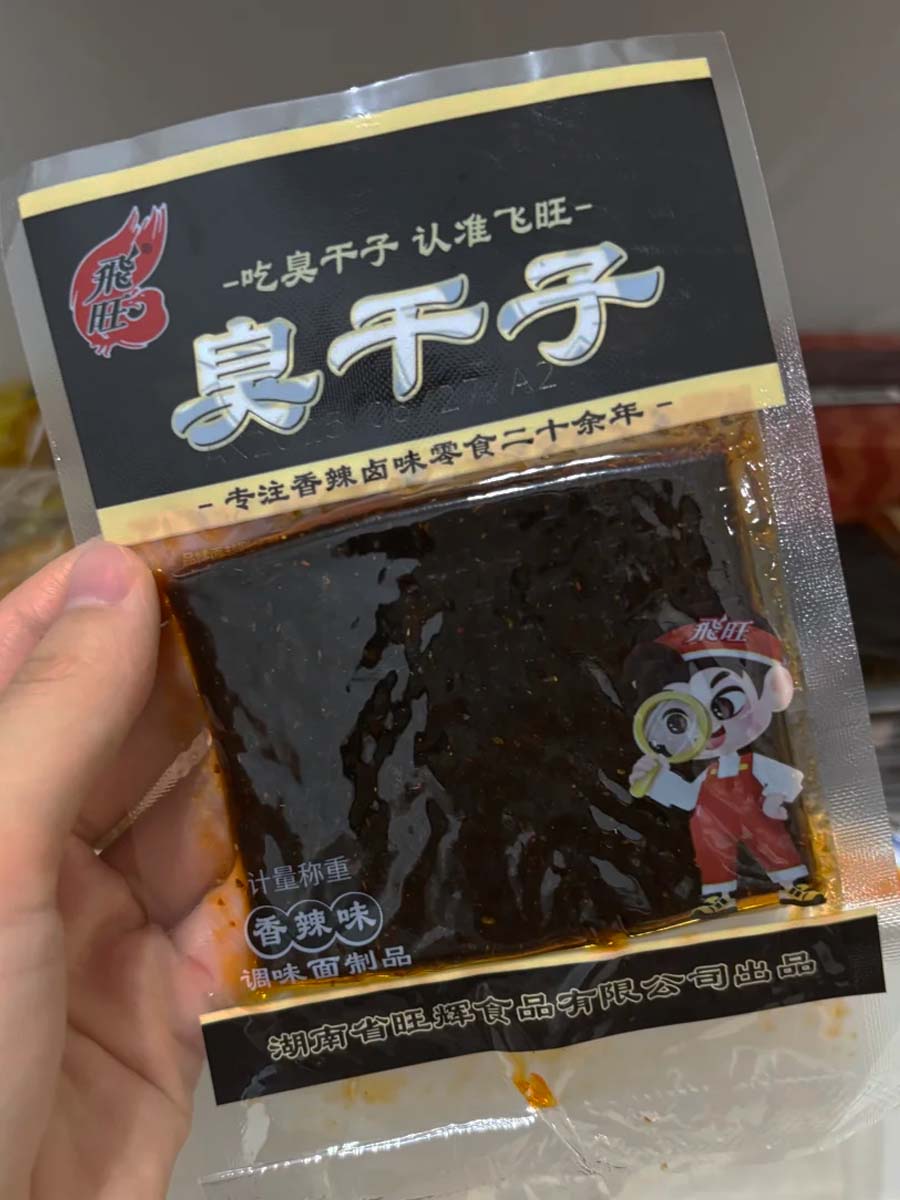 飛旺
®
-吃臭干子 认准飞旺-
臭干子
27 A2
- 专注香辣卤味零食二十余年 -
飛旺
计量称重
香辣味
调味面制品
湖南省旺辉食品有限公司出品